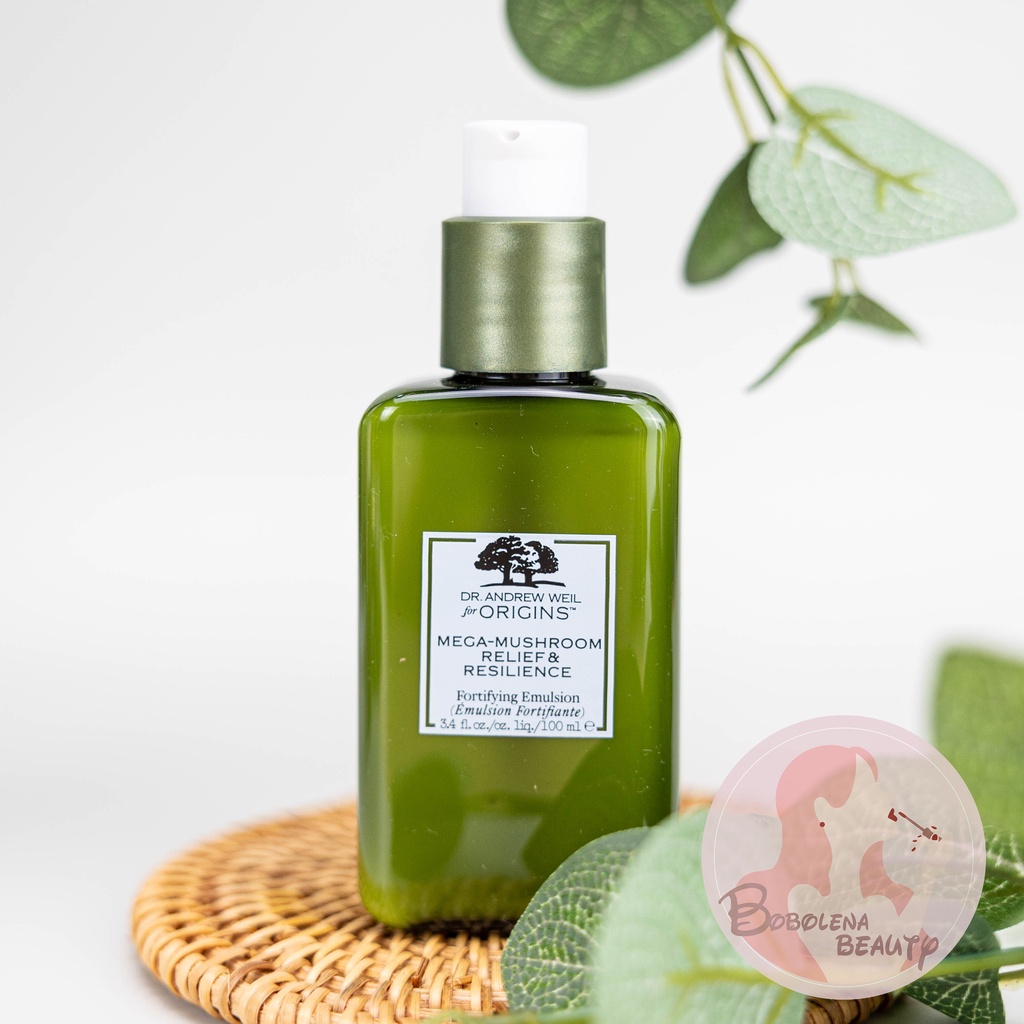 DR. ANDREW WEIL
for ORIGINS™
MEGA-MUSHROOM
RELIEF &
RESILIENCE
Fortifying Emulsion
(Émulsion Fortifiante)
3.4 fl. oz./oz. liq./100 ml ℮
BOBOLENA
BEAUTY